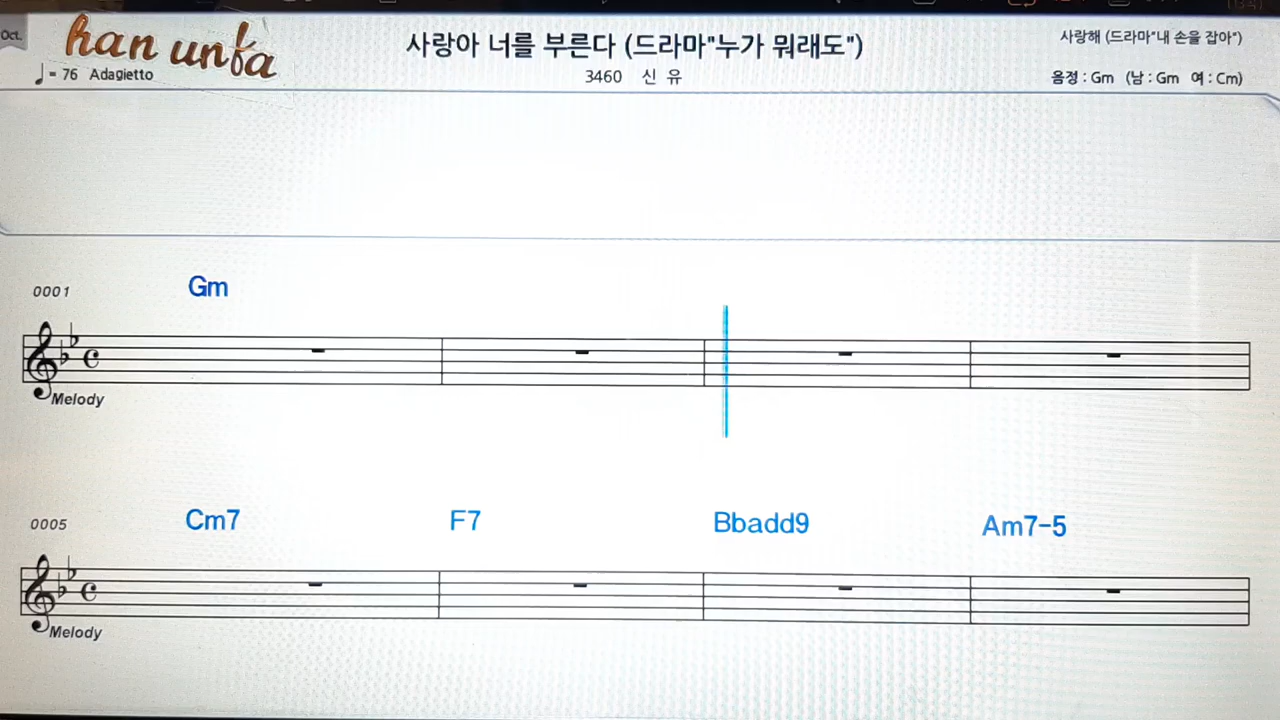 Oct.
han unfa
♩= 76 Adagietto
사랑아 너를 부른다 (드라마"누가 뭐래도")
3460 신 유
사랑해 (드라마"내 손을 잡아")
음정 : Gm (남 : Gm 여 : Cm)
0001 Gm
Melody
0005 Cm7 F7 Bbadd9 Am7-5
Melody